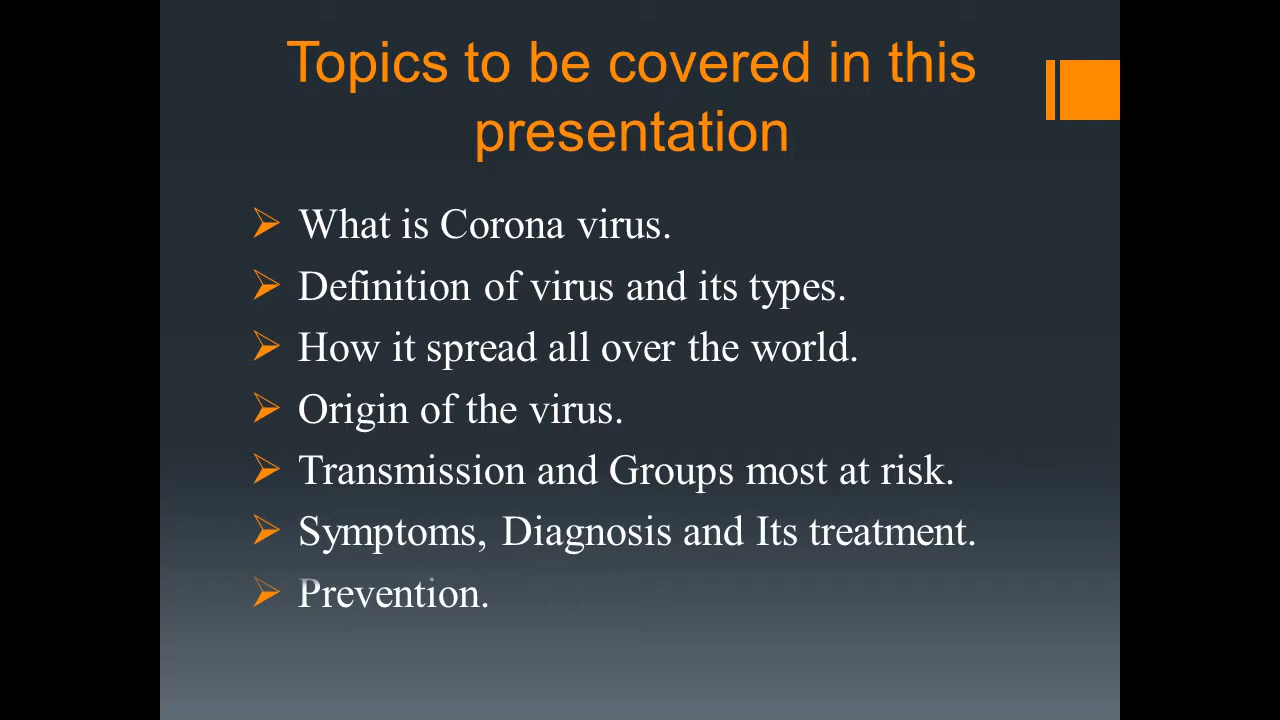 Topics to be covered in this
presentation
What is Corona virus.
Definition of virus and its types.
How it spread all over the world.
Origin of the virus.
Transmission and Groups most at risk.
Symptoms, Diagnosis and Its treatment.
Prevention.